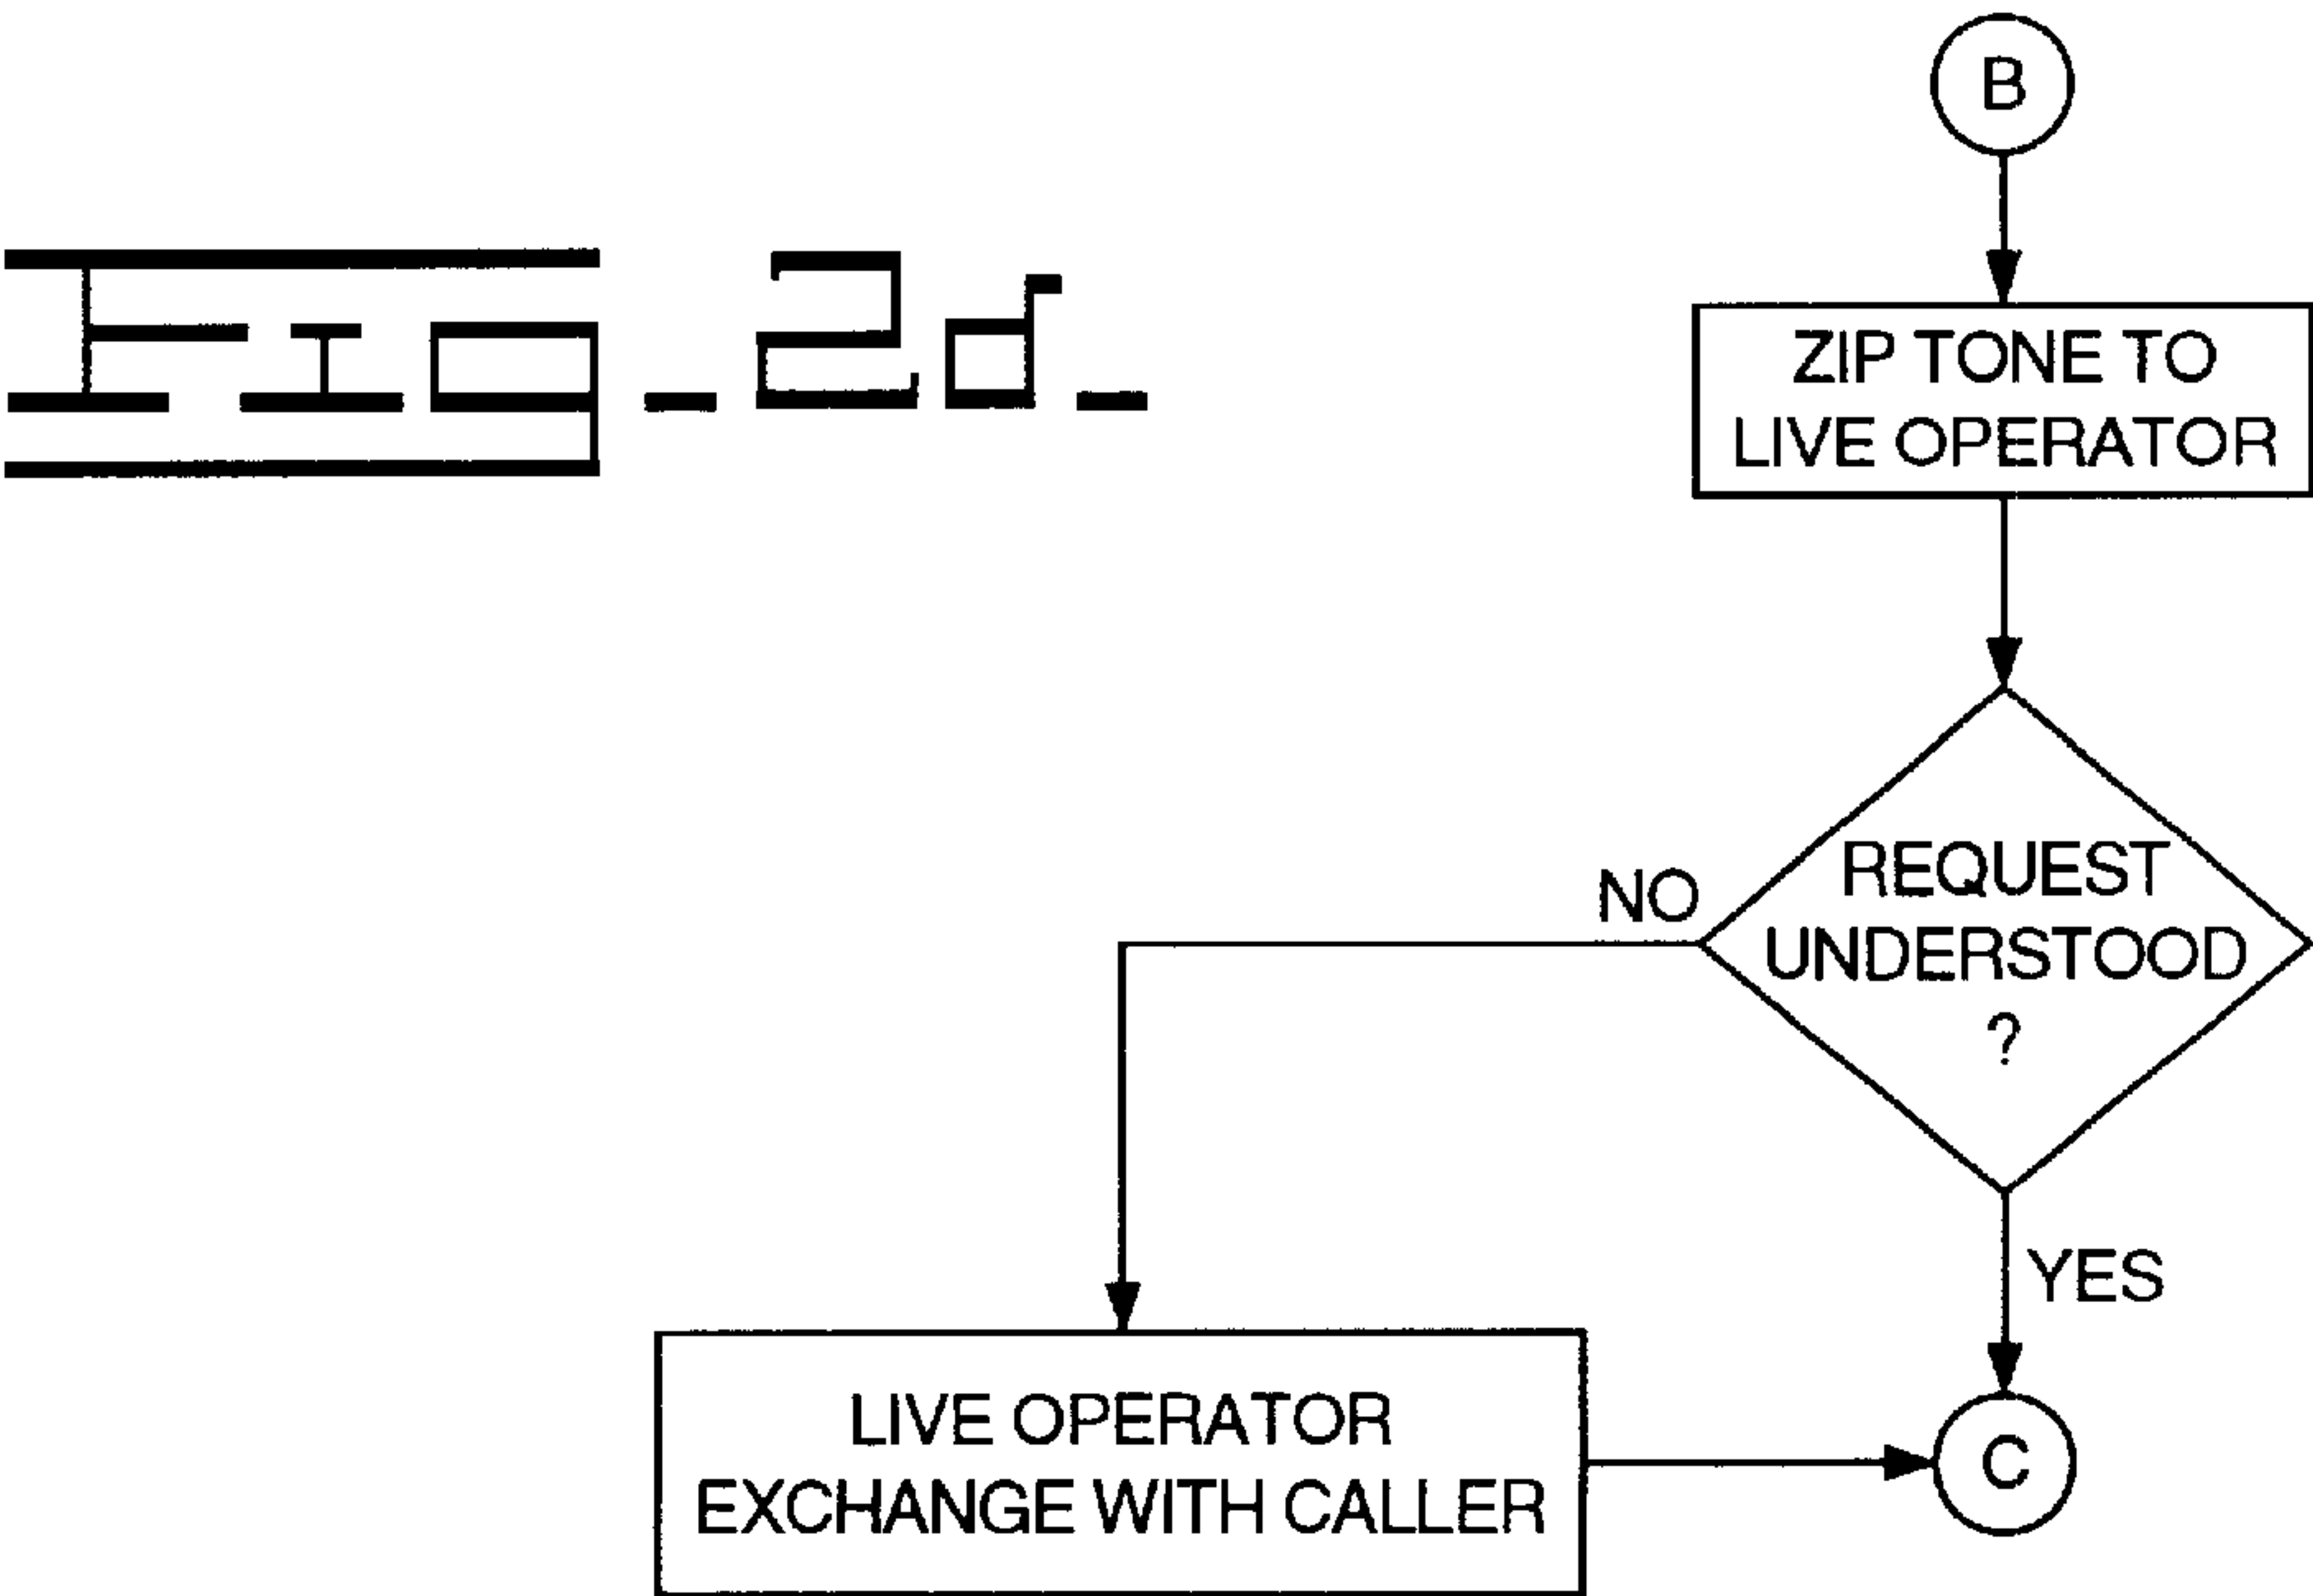 B
FIG_2d_
ZIP TONE TO
LIVE OPERATOR
REQUEST
UNDERSTOOD
?
NO
YES
LIVE OPERATOR
EXCHANGE WITH CALLER
C